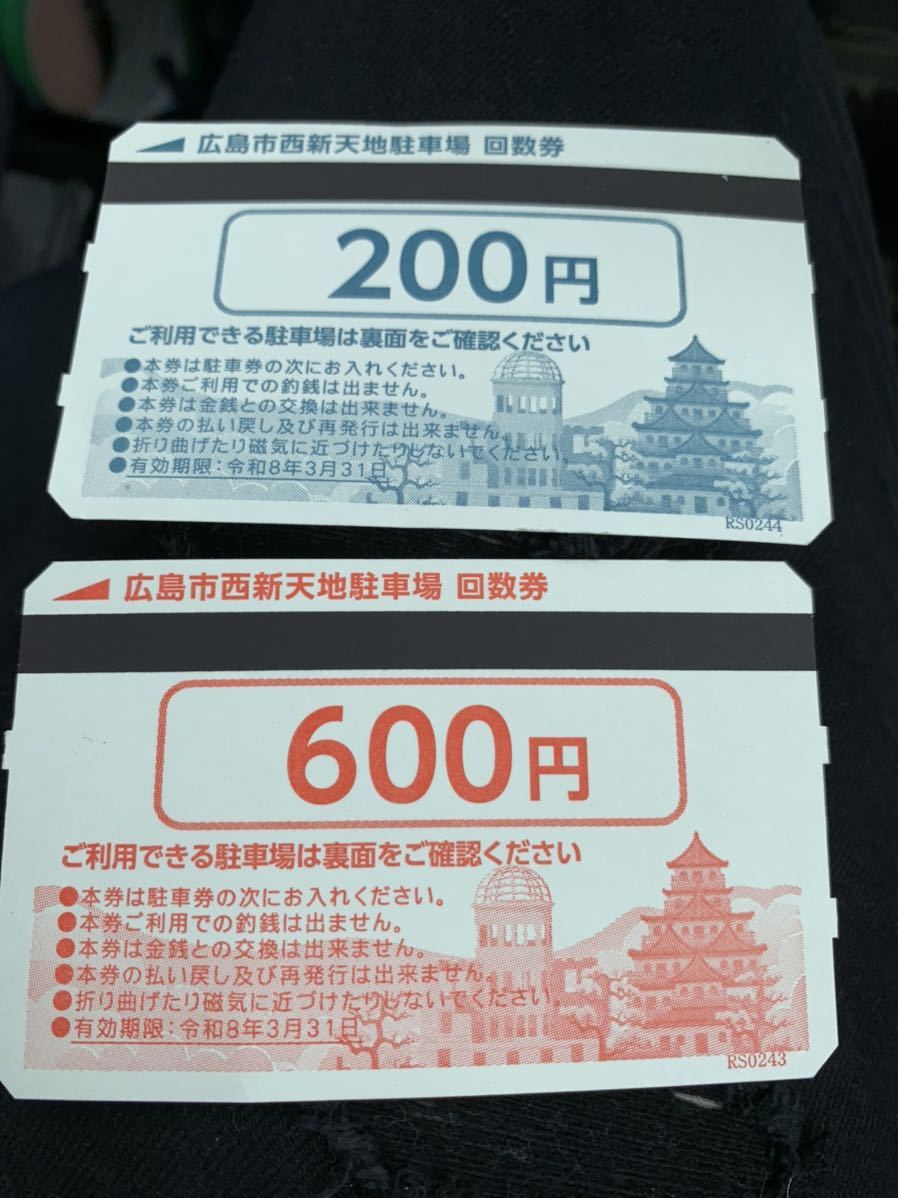 広島市西新天地駐車場 回数券
200円
ご利用できる駐車場は裏面をご確認ください
●本券は駐車券の次にお入れください。
●本券ご利用での釣銭は出ません。
●本券は金銭との交換は出来ません。
●本券の払い戻し及び再発行は出来ません。
●折り曲げたり磁気に近づけたりしないでください。
●有効期限:令和8年3月31日
RS0244
広島市西新天地駐車場 回数券
600円
ご利用できる駐車場は裏面をご確認ください
●本券は駐車券の次にお入れください。
●本券ご利用での釣銭は出ません。
●本券は金銭との交換は出来ません。
●本券の払い戻し及び再発行は出来ません。
●折り曲げたり磁気に近づけたりしないでください。
●有効期限:令和8年3月31日
RS0243